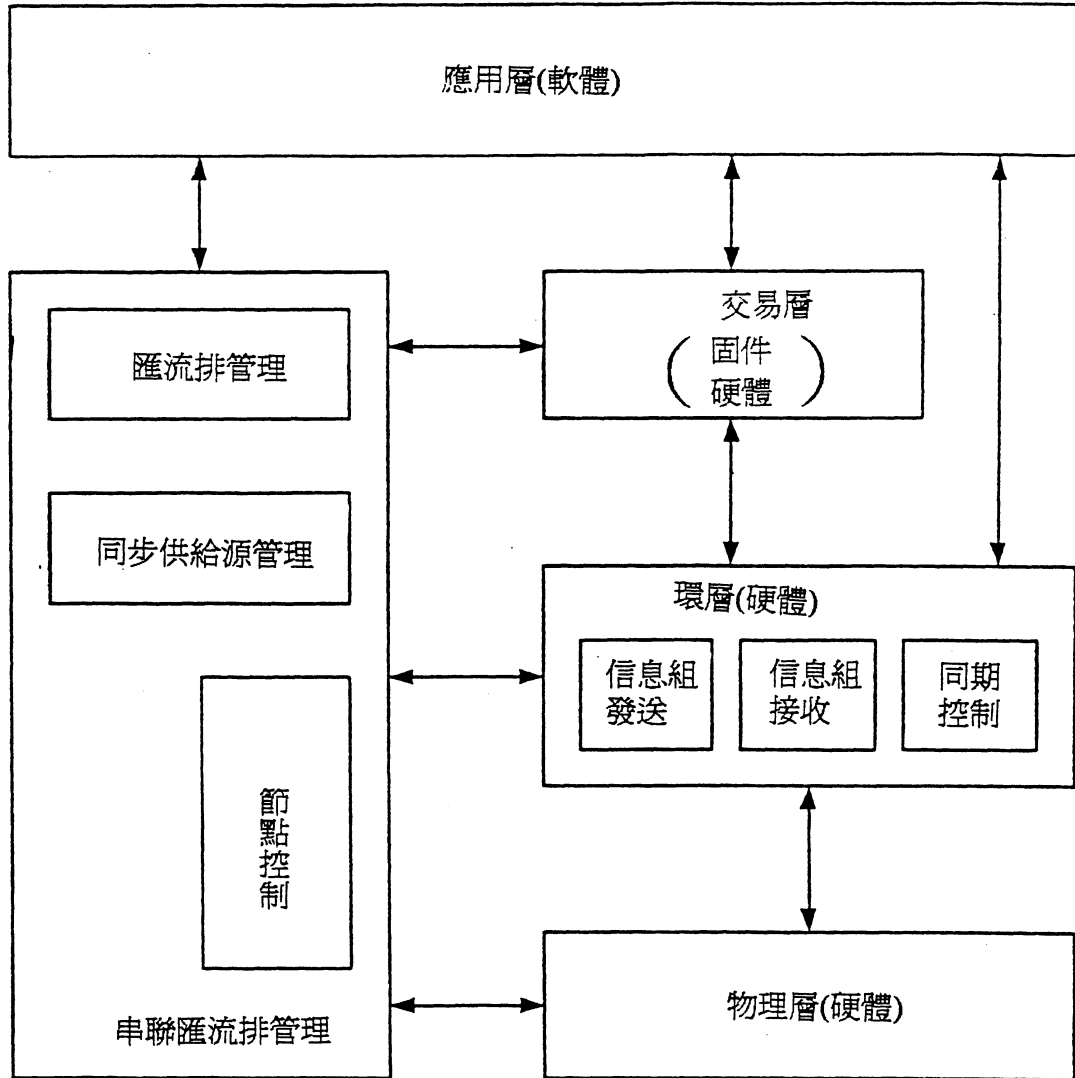 應用層(軟體)
匯流排管理
同步供給源管理
節點控制
串聯匯流排管理
交易層
(固件
硬體)
環層(硬體)
信息組
發送
信息組
接收
同期
控制
物理層(硬體)